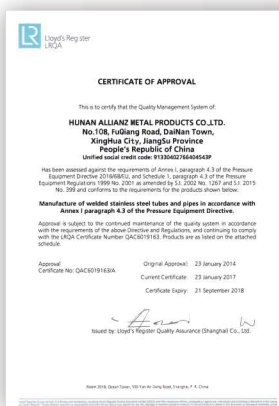 LR
Lloyd's Register
LRQA
CERTIFICATE OF APPROVAL
This is to certify that the Quality Management System of:
HUNAN ALLIANZ METAL PRODUCTS CO.,LTD.
No.108, FuQiang Road, DaiNan Town,
XingHua City, JiangSu Province
People's Republic of China
Unified social credit code: 91330402766404543P
Has been assessed against the requirements of Annex I, paragraph 4.3 of the Pressure
Equipment Directive 2014/68/EU, and Schedule 1, paragraph 4.3 of the Pressure
Equipment Regulations 1999 No. 2001 as amended by S.I. 2002 No. 1267 and S.I. 2015
No. 399 and conforms to the requirements for the products shown below:
Manufacture of welded stainless steel tubes and pipes in accordance with
Annex I paragraph 4.3 of the Pressure Equipment Directive.
Approval is subject to the continued maintenance of the quality system in accordance
with the requirements of the above Directive and Regulations, and continuing to comply
with the LRQA Certificate Number QAC6019163. Products are as listed on the attached
schedule.
Approval
Certificate No: QAC6019163/A
Original Approval: 23 January 2014
Current Certificate: 23 January 2017
Certificate Expiry: 21 September 2018
Issued by: Lloyd's Register Quality Assurance (Shanghai) Co., Ltd.